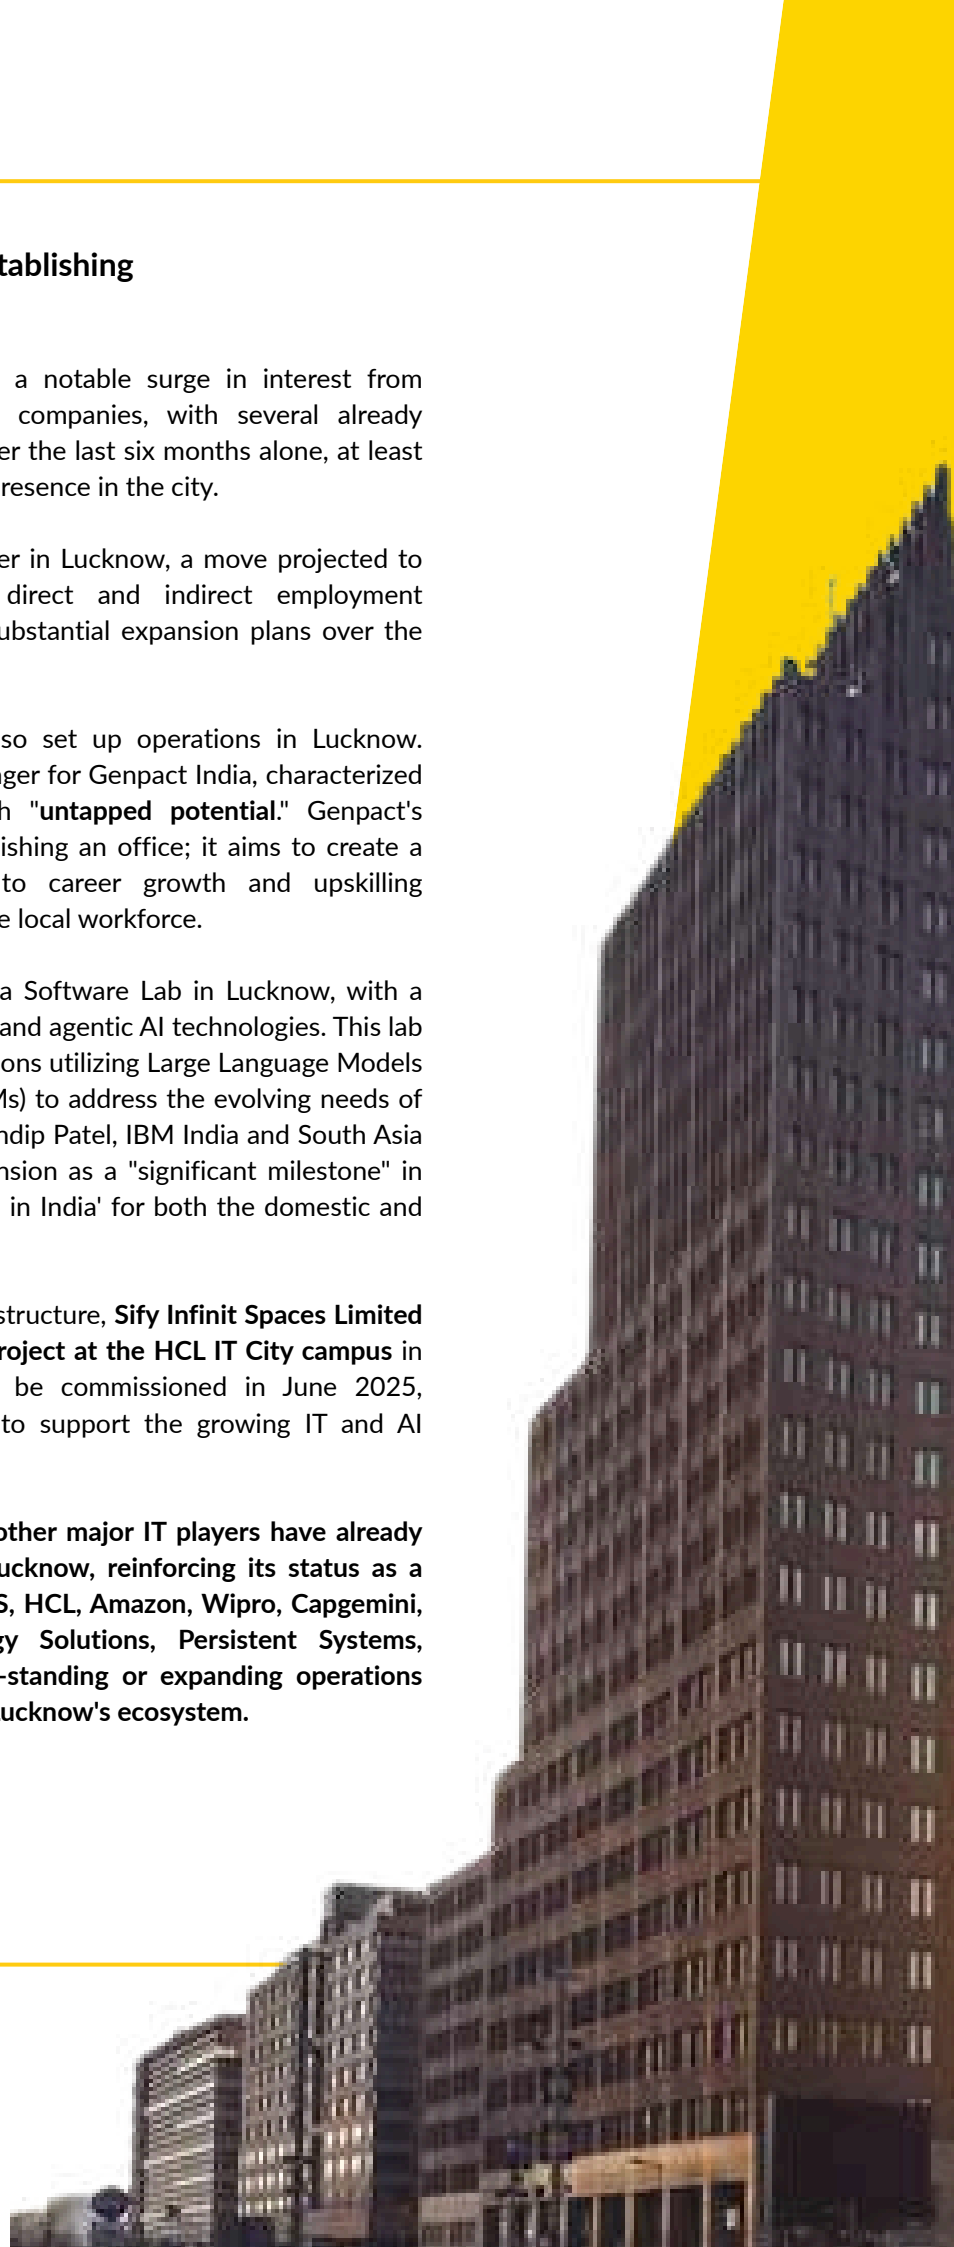 tablishing
a notable surge in interest from
companies, with several already
er the last six months alone, at least
resence in the city.
er in Lucknow, a move projected to
direct and indirect employment
ubstantial expansion plans over the
so set up operations in Lucknow.
ger for Genpact India, characterized
h "untapped potential." Genpact's
ishing an office; it aims to create a
to career growth and upskilling
e local workforce.
a Software Lab in Lucknow, with a
and agentic AI technologies. This lab
ons utilizing Large Language Models
Ms) to address the evolving needs of
ndip Patel, IBM India and South Asia
nsion as a "significant milestone" in
in India' for both the domestic and
structure, Sify Infinit Spaces Limited
roject at the HCL IT City campus in
be commissioned in June 2025,
to support the growing IT and AI
other major IT players have already
ucknow, reinforcing its status as a
S, HCL, Amazon, Wipro, Capgemini,
gy Solutions, Persistent Systems,
-standing or expanding operations
Lucknow's ecosystem.